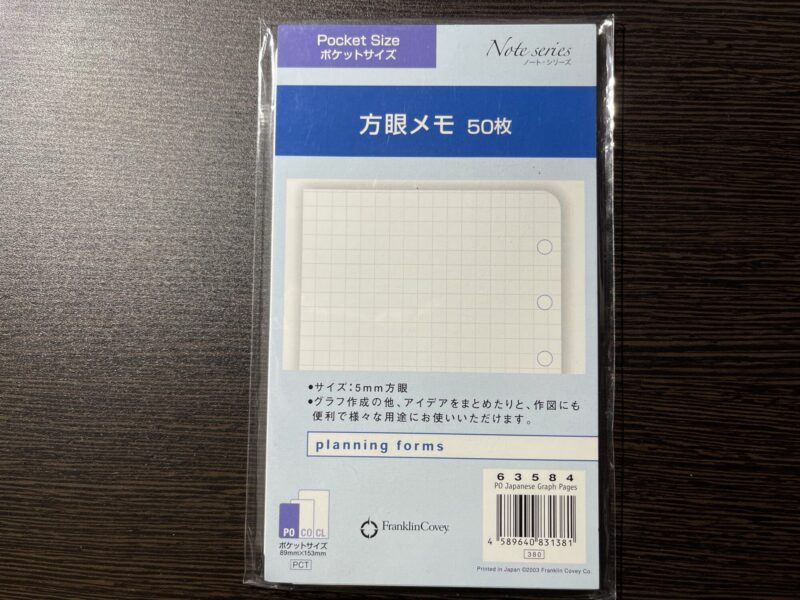 Pocket Size
ポケットサイズ
Note series
ノート・シリーズ
方眼メモ 50枚
•サイズ：5mm方眼
•グラフ作成の他、アイデアをまとめたりと、作図にも
便利で様々な用途にお使いいただけます。
planning forms
63584
PO Japanese Graph Pages
4 589640 831381
380
PO CO CL
ポケットサイズ
89mm×153mm
PCT
FranklinCovey
Printed in Japan ©2003 Franklin Covey Co.